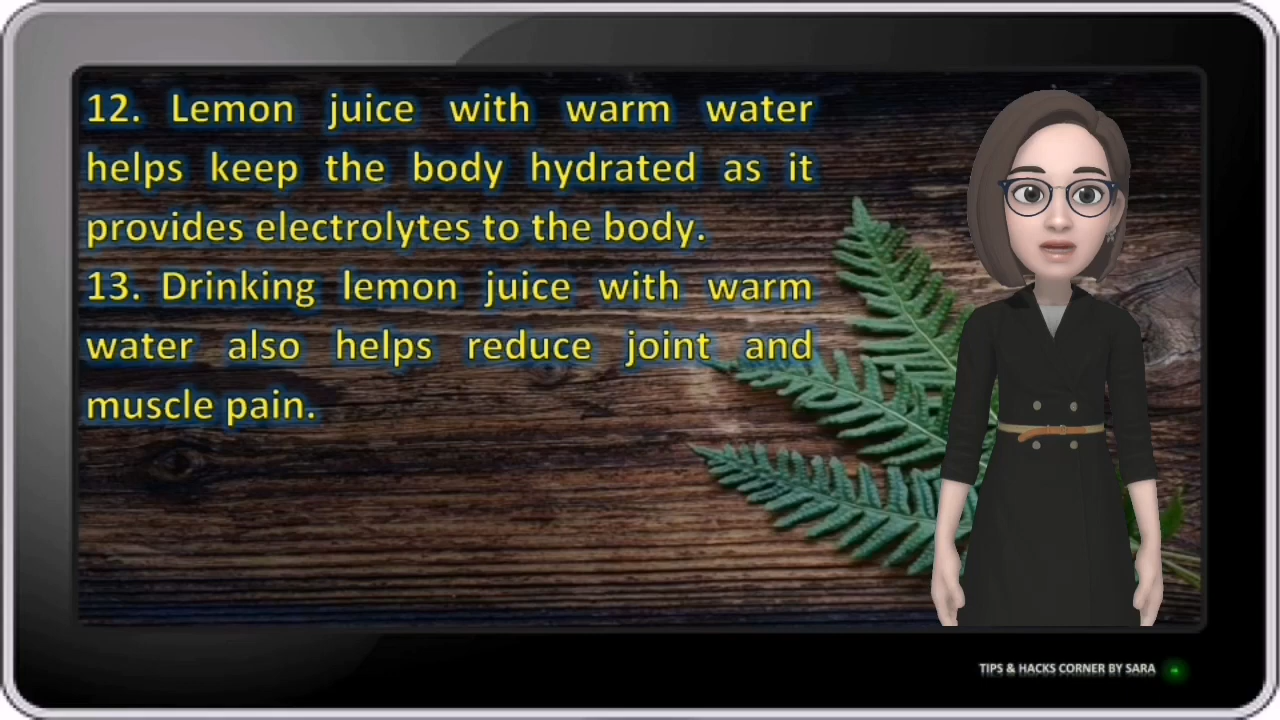 12. Lemon juice with warm water
helps keep the body hydrated as it
provides electrolytes to the body.
13. Drinking lemon juice with warm
water also helps reduce joint and
muscle pain.
TIPS & HACKS CORNER BY SARA